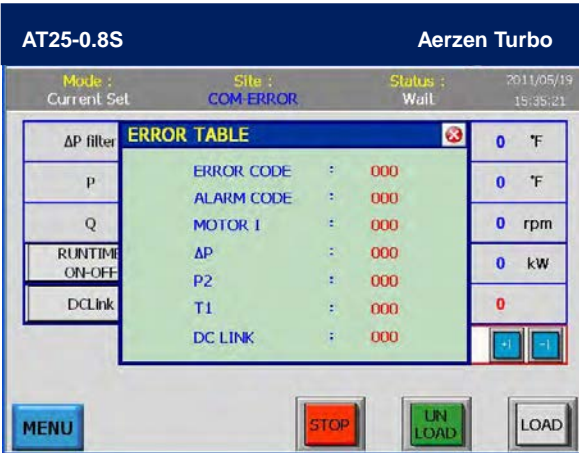 AT25-0.8S Aerzen Turbo
Mode : Site : Status : 2011/05/19
Current Set COM-ERROR Wait 15:35:21
ΔP filter ERROR TABLE 0 °F
ERROR CODE : 000
P ALARM CODE : 000 0 °F
Q MOTOR I : 000 0 rpm
RUNTIME ΔP : 000 0 kW
ON-OFF P2 : 000
DCLink T1 : 000 0
DC LINK : 000 +1 -1
MENU STOP UN LOAD
LOAD